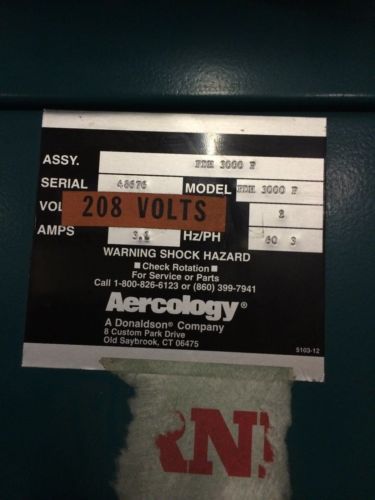 ASSY. FDH 3000 F
SERIAL 48676 MODEL FDH 3000 F
VOL 208 VOLTS 2
AMPS 3.2 Hz/PH 60 3
WARNING SHOCK HAZARD
■ Check Rotation ■
For Service or Parts
Call 1-800-826-6123 or (860) 399-7941
Aercology®
A Donaldson® Company
8 Custom Park Drive
Old Saybrook, CT 06475
5103-12
RN